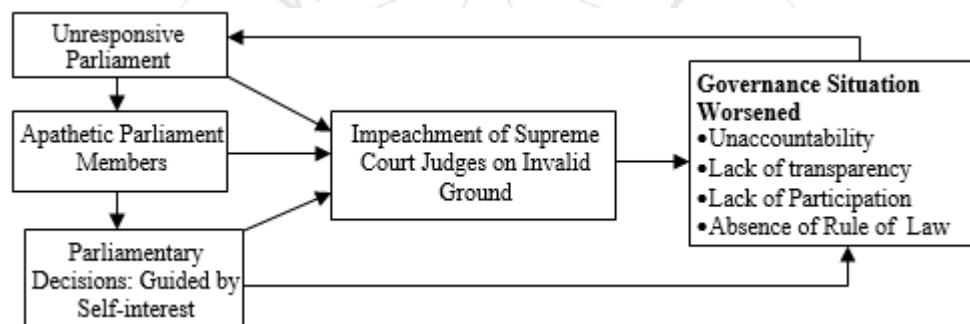 Unresponsive
Parliament
Apathetic Parliament
Members
Parliamentary
Decisions: Guided by
Self-interest
Impeachment of Supreme
Court Judges on Invalid
Ground
Governance Situation
Worsened
•Unaccountability
•Lack of transparency
•Lack of Participation
•Absence of Rule of Law